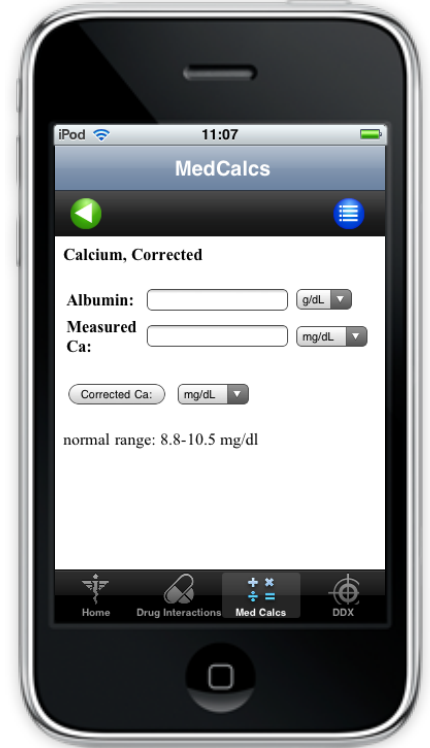 iPod 11:07
MedCalcs
Calcium, Corrected
Albumin: g/dL
Measured
Ca: mg/dL
Corrected Ca: mg/dL
normal range: 8.8-10.5 mg/dl
Home Drug Interactions Med Calcs DDX